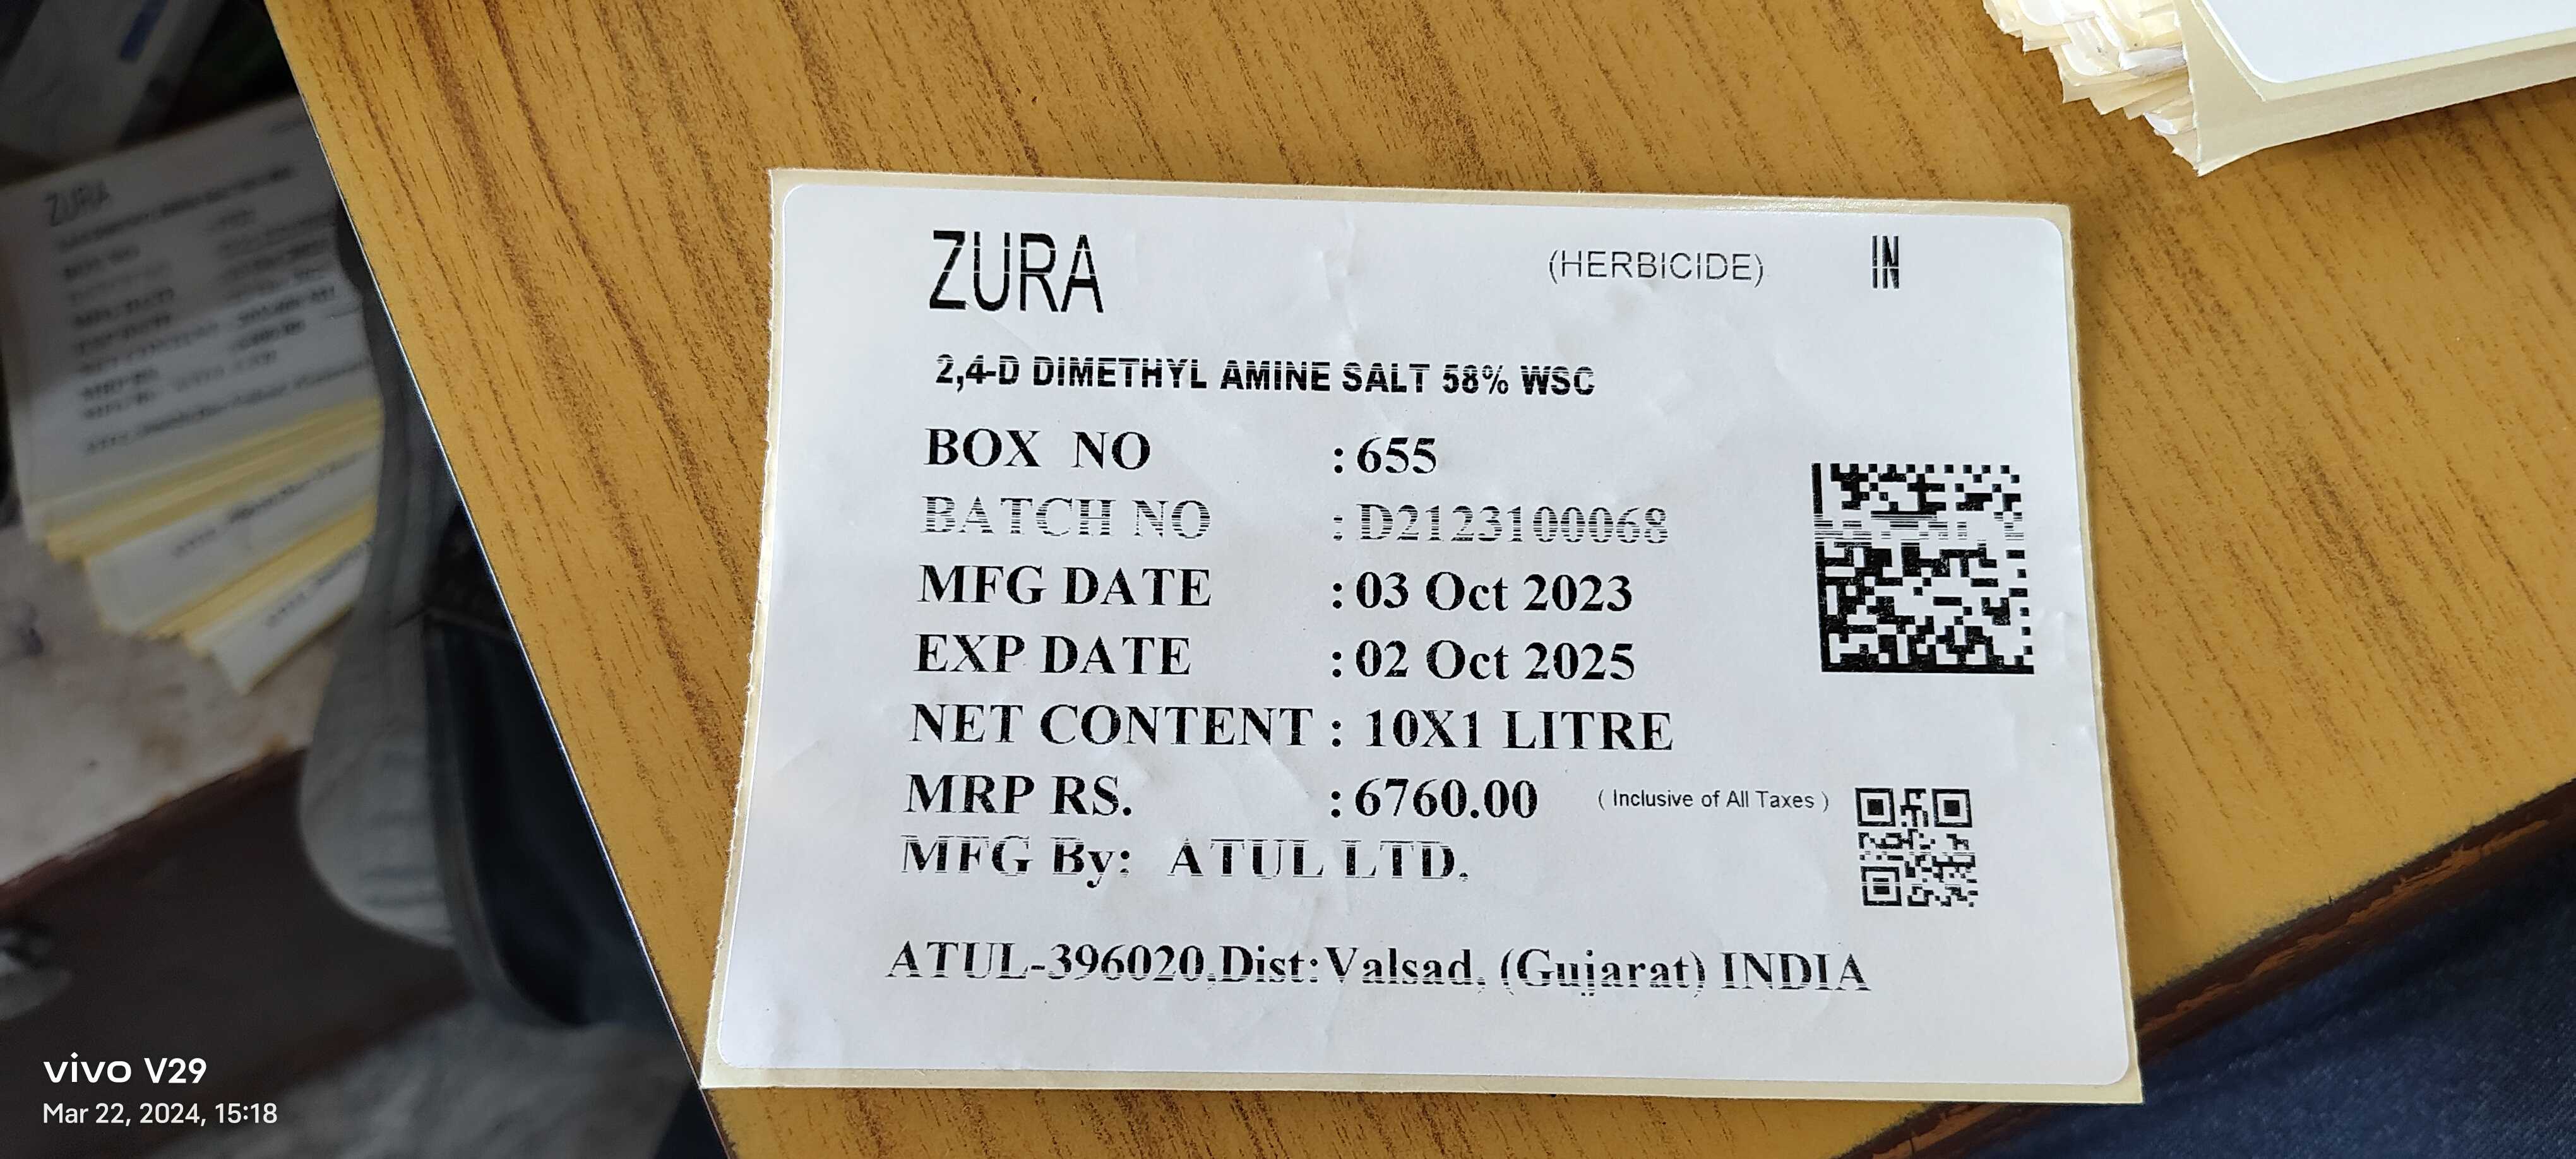 ZURA (HERBICIDE) IN
2,4-D DIMETHYL AMINE SALT 58% WSC
BOX NO : 655
BATCH NO : D2123100068
MFG DATE : 03 Oct 2023
EXP DATE : 02 Oct 2025
NET CONTENT : 10X1 LITRE
MRP RS. : 6760.00 ( Inclusive of All Taxes )
MFG By: ATUL LTD.
ATUL-396020,Dist:Valsad, (Gujarat) INDIA
ZURA
vivo V29
Mar 22, 2024, 15:18